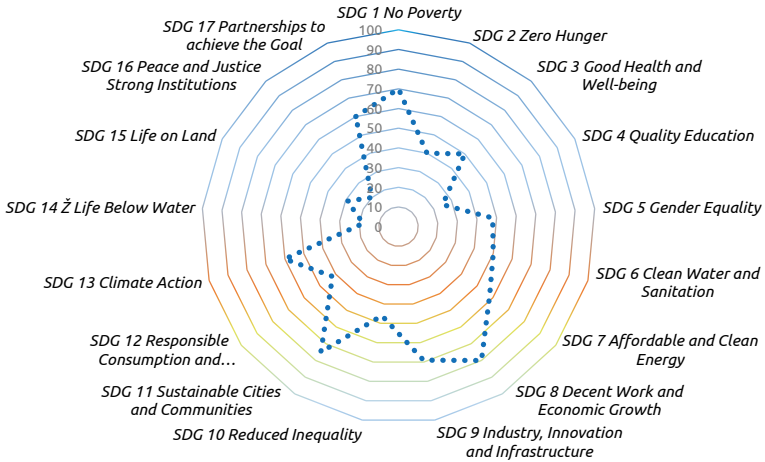 SDG 1 No Poverty
SDG 2 Zero Hunger
SDG 3 Good Health and
Well-being
SDG 4 Quality Education
SDG 5 Gender Equality
SDG 6 Clean Water and
Sanitation
SDG 7 Affordable and Clean
Energy
SDG 8 Decent Work and
Economic Growth
SDG 9 Industry, Innovation
and Infrastructure
SDG 10 Reduced Inequality
SDG 11 Sustainable Cities
and Communities
SDG 12 Responsible
Consumption and…
SDG 13 Climate Action
SDG 14 Ž Life Below Water
SDG 15 Life on Land
SDG 16 Peace and Justice
Strong Institutions
SDG 17 Partnerships to
achieve the Goal
100
90
80
70
60
50
40
30
20
10
0